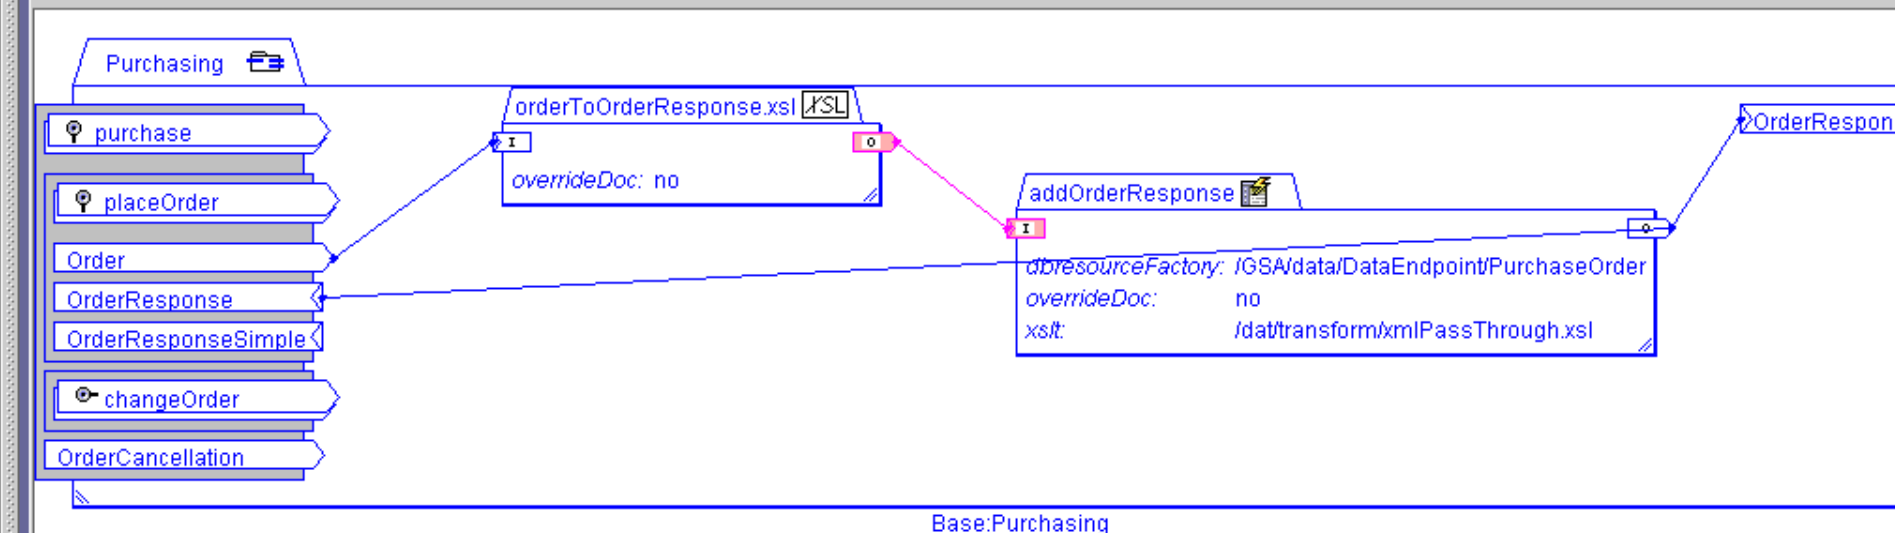 Purchasing
purchase
placeOrder
Order
OrderResponse
OrderResponseSimple
changeOrder
OrderCancellation
orderToOrderResponse.xsl XSL
I O
overrideDoc: no
addOrderResponse
I O
dbresourceFactory: /GSA/data/DataEndpoint/PurchaseOrder
overrideDoc: no
xslt: /dat/transform/xmlPassThrough.xsl
OrderRespon
Base:Purchasing